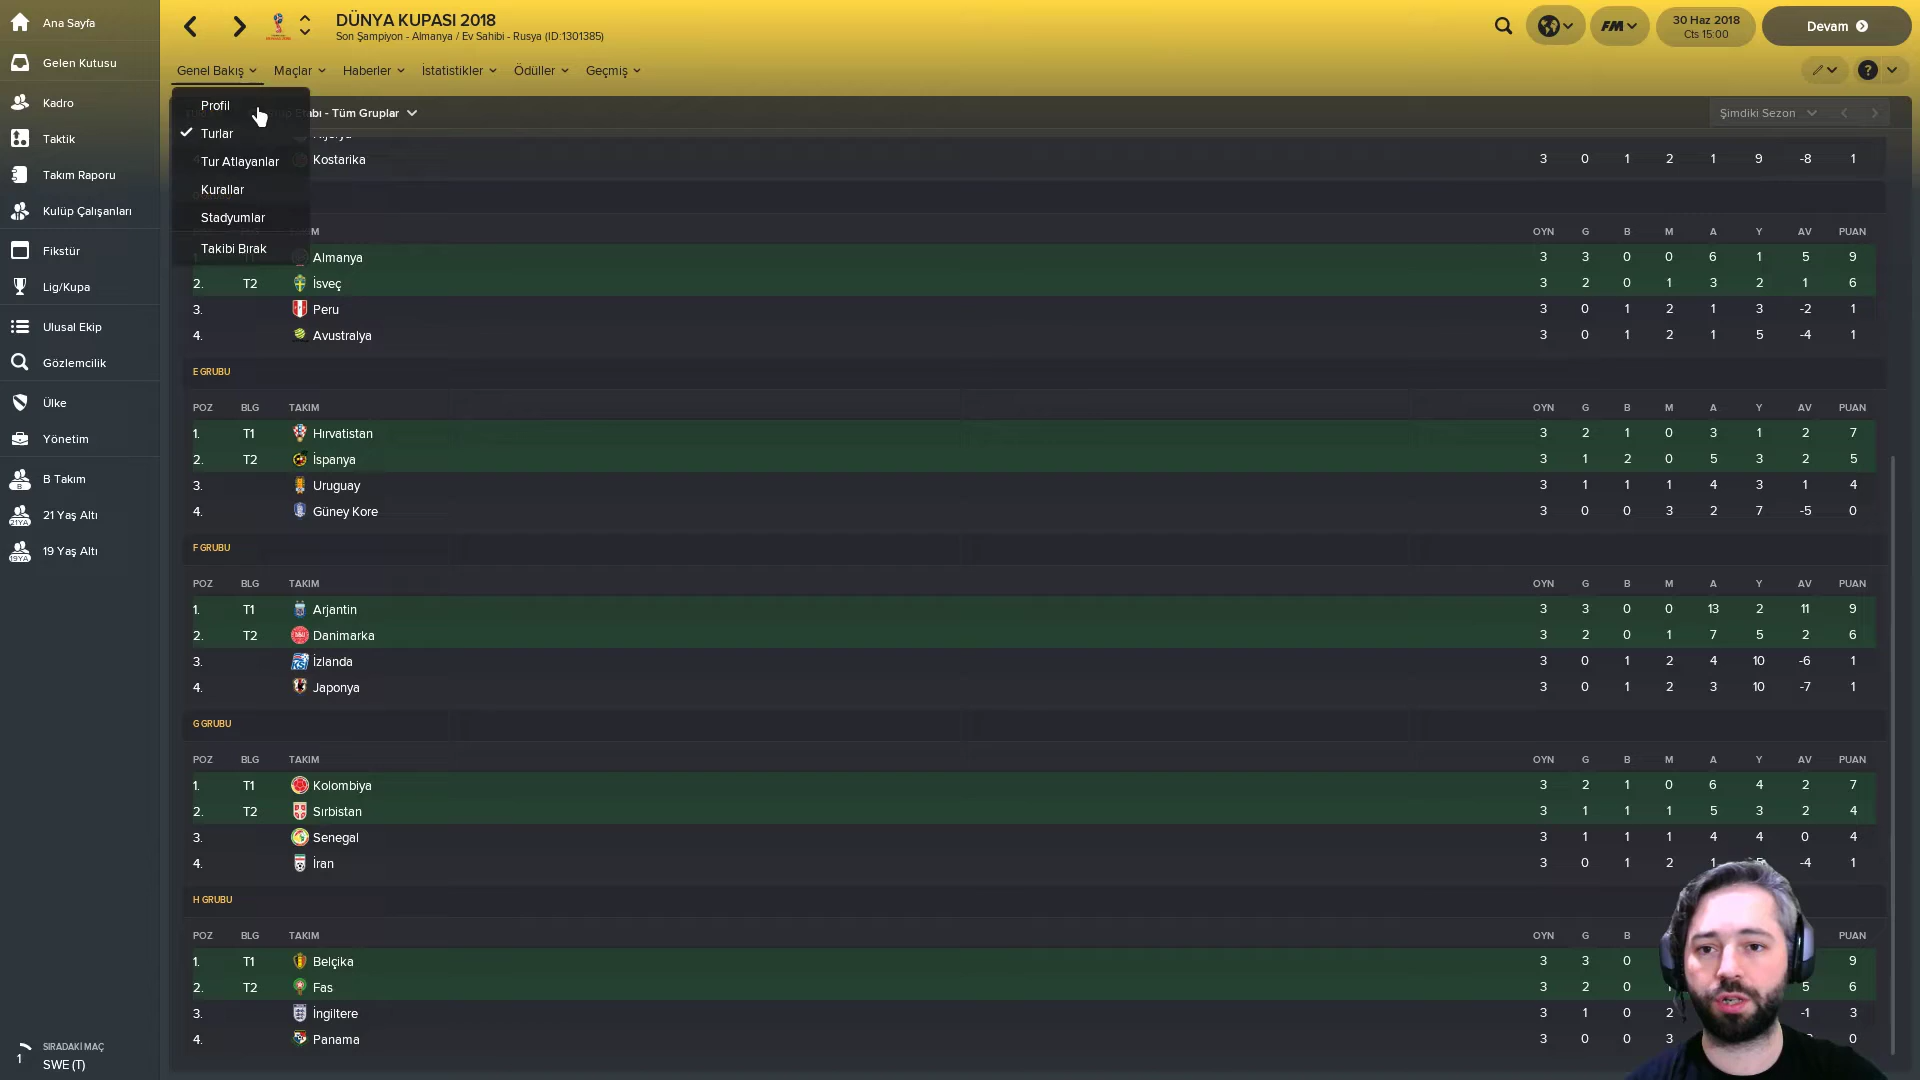 Ana Sayfa
Gelen Kutusu
Kadro
Taktik
Takım Raporu
Kulüp Çalışanları
Fikstür
Lig/Kupa
Ulusal Ekip
Gözlemcilik
Ülke
Yönetim
B Takım
21 Yaş Altı
19 Yaş Altı
1 SIRADAKİ MAÇ
SWE (T)
DÜNYA KUPASI 2018
Son Şampiyon - Almanya / Ev Sahibi - Rusya (ID:1301385)
FM
30 Haz 2018
Cts 15:00
Devam
Genel Bakış Maçlar Haberler İstatistikler Ödüller Geçmiş
Profil
Turlar
Tur Atlayanlar
Kurallar
Stadyumlar
Takibi Bırak
- Tüm Gruplar
Şimdiki Sezon
Kostarika 3 0 1 2 1 9 -8 1
OYN G B M A Y AV PUAN
Almanya 3 3 0 0 6 1 5 9
2. T2 İsveç 3 2 0 1 3 2 1 6
3. Peru 3 0 1 2 1 3 -2 1
4. Avustralya 3 0 1 2 1 5 -4 1
E GRUBU
POZ BLG TAKIM OYN G B M A Y AV PUAN
1. T1 Hırvatistan 3 2 1 0 3 1 2 7
2. T2 İspanya 3 1 2 0 5 3 2 5
3. Uruguay 3 1 1 1 4 3 1 4
4. Güney Kore 3 0 0 3 2 7 -5 0
F GRUBU
POZ BLG TAKIM OYN G B M A Y AV PUAN
1. T1 Arjantin 3 3 0 0 13 2 11 9
2. T2 Danimarka 3 2 0 1 7 5 2 6
3. İzlanda 3 0 1 2 4 10 -6 1
4. Japonya 3 0 1 2 3 10 -7 1
G GRUBU
POZ BLG TAKIM OYN G B M A Y AV PUAN
1. T1 Kolombiya 3 2 1 0 6 4 2 7
2. T2 Sırbistan 3 1 1 1 5 3 2 4
3. Senegal 3 1 1 1 4 4 0 4
4. İran 3 0 1 2 1 5 -4 1
H GRUBU
POZ BLG TAKIM OYN G B PUAN
1. T1 Belçika 3 3 0 9
2. T2 Fas 3 2 0 5 6
3. İngiltere 3 1 0 2 -1 3
4. Panama 3 0 0 3 0